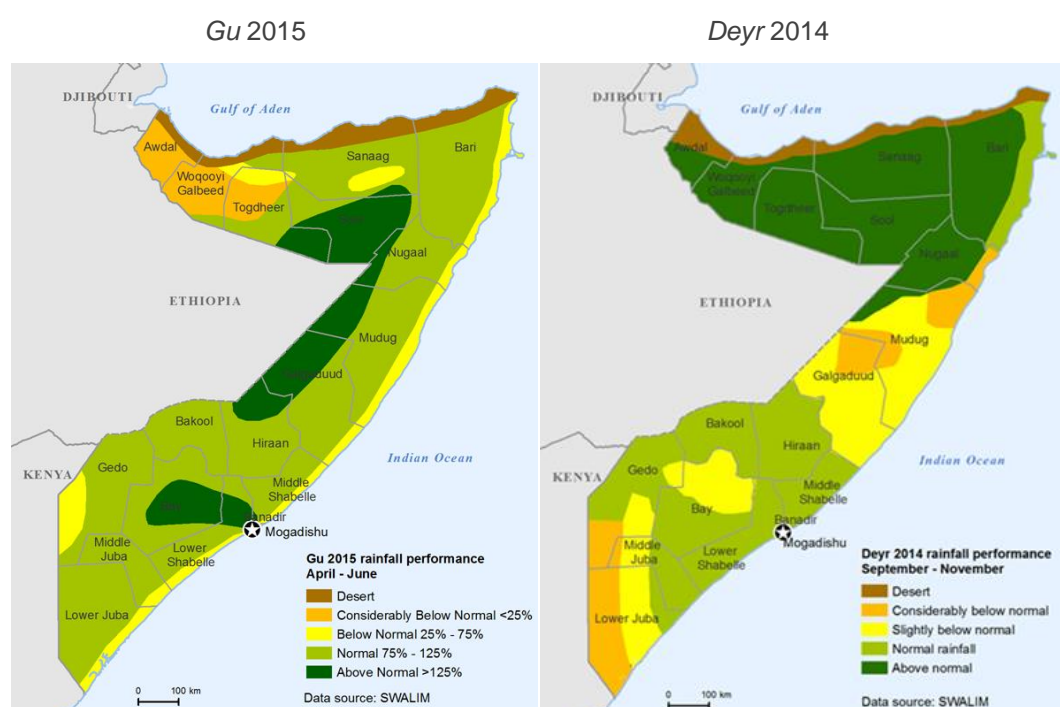 Gu 2015
Deyr 2014
DJIBOUTI
Gulf of Aden
Awdal
Woqooyi
Galbeed
Togdheer
Sanaag
Bari
Sool
Nugaal
ETHIOPIA
Mudug
Galgaduud
Bakool
Hiraan
Indian Ocean
KENYA
Gedo
Middle
Shabelle
Bay
Banadir
Mogadishu
Middle
Juba
Lower
Shabelle
Lower Juba
Gu 2015 rainfall performance
April - June
Desert
Considerably Below Normal <25%
Below Normal 25% - 75%
Normal 75% - 125%
Above Normal >125%
0 100 km
Data source: SWALIM
DJIBOUTI
Gulf of Aden
Awdal
Woqooyi
Galbeed
Togdheer
Sanaag
Bari
Sool
Nugaal
ETHIOPIA
Mudug
Galgaduud
Bakool
Hiraan
Indian Ocean
KENYA
Gedo
Middle
Shabelle
Bay
Banadir
Mogadishu
Middle
Juba
Lower
Shabelle
Lower Juba
Deyr 2014 rainfall performance
September - November
Desert
Considerably below normal
Slightly below normal
Normal rainfall
Above normal
0 100 km
Data source: SWALIM